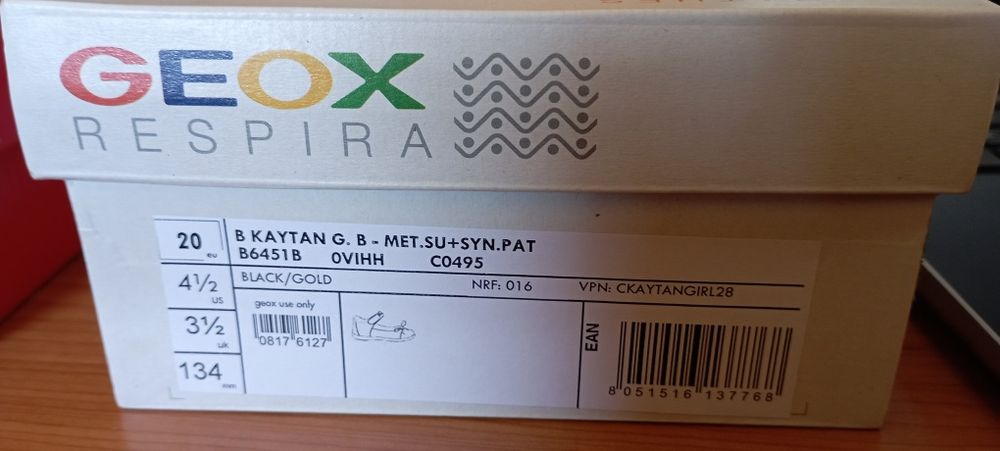 GEOX
RESPIRA
20 eu
B KAYTAN G. B - MET.SU+SYN.PAT
B6451B 0VIHH C0495
4½ US
BLACK/GOLD NRF: 016 VPN: CKAYTANGIRL28
3½ uk
geox use only
0817 6127
134 mm
EAN
8 051516 137768